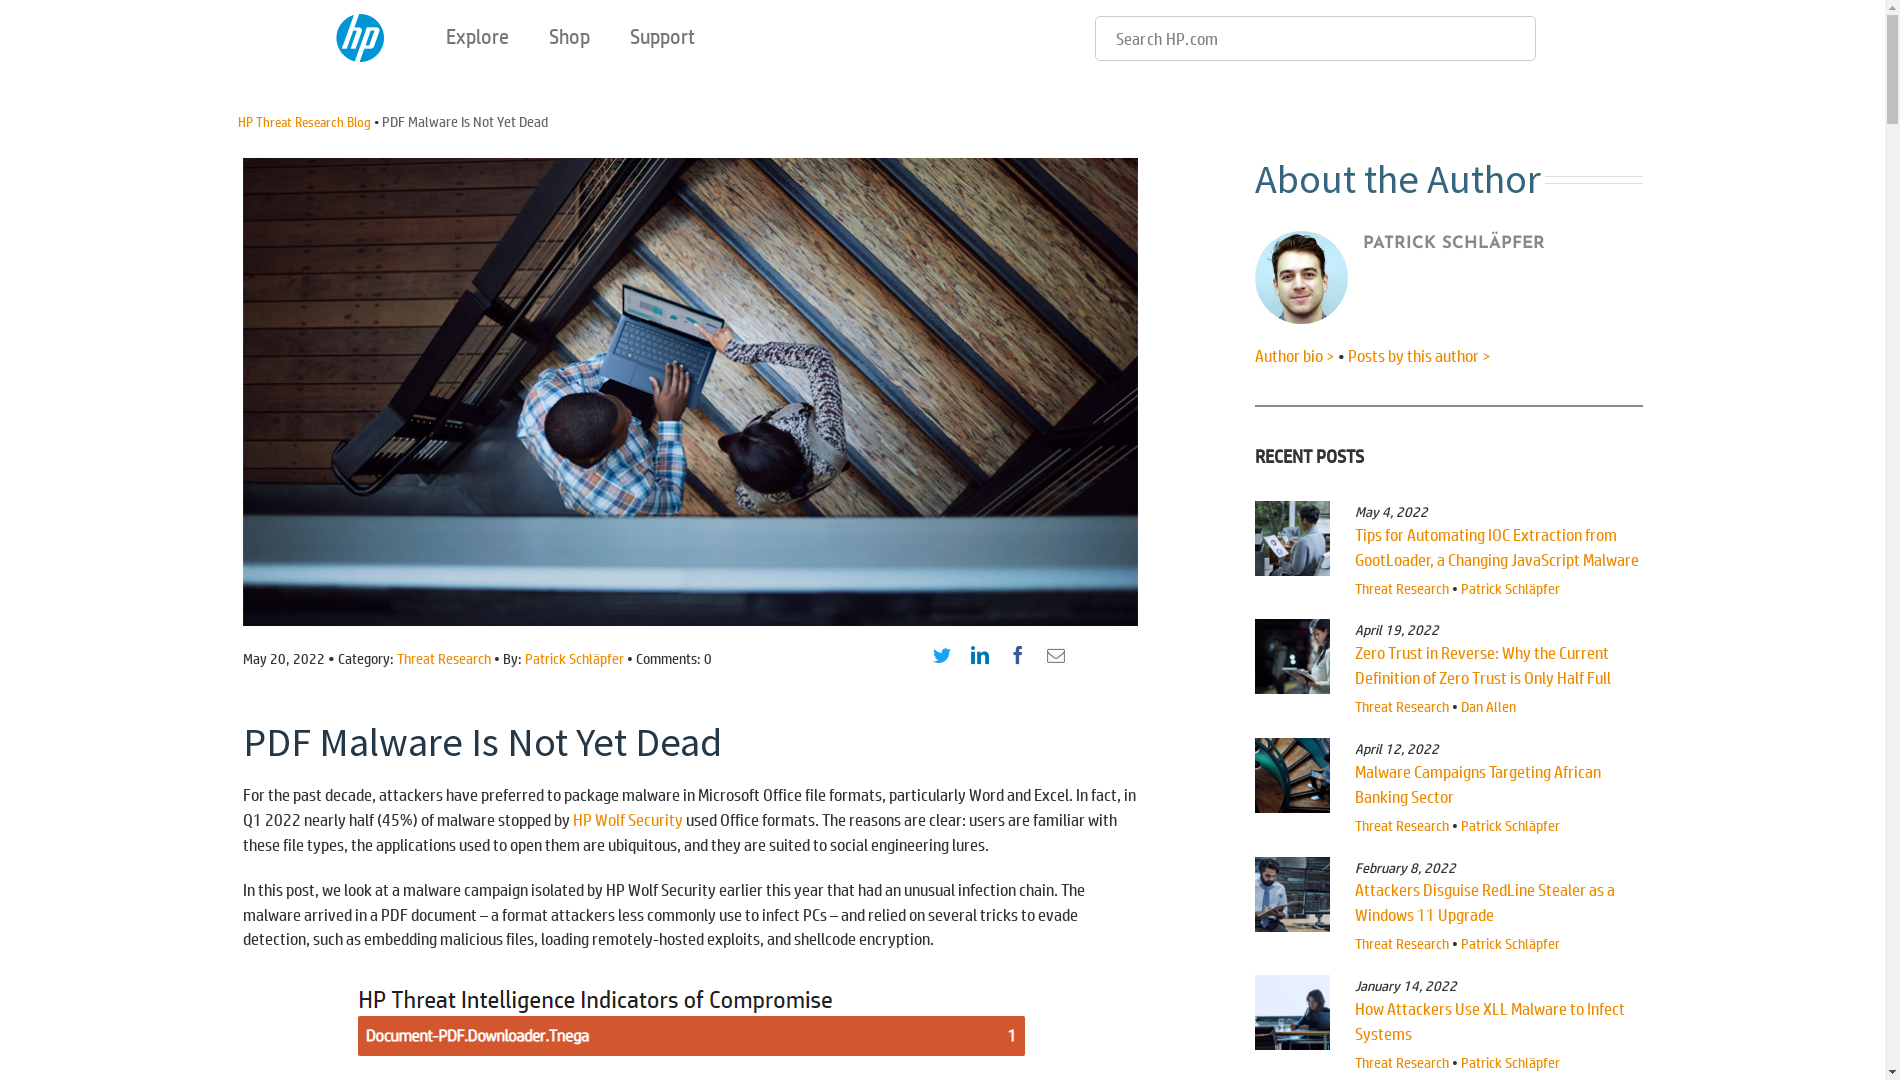 hp
Explore
Shop
Support
Search HP.com
HP Threat Research Blog • PDF Malware Is Not Yet Dead
May 20, 2022 • Category: Threat Research • By: Patrick Schläpfer • Comments: 0
PDF Malware Is Not Yet Dead
For the past decade, attackers have preferred to package malware in Microsoft Office file formats, particularly Word and Excel. In fact, in
Q1 2022 nearly half (45%) of malware stopped by HP Wolf Security used Office formats. The reasons are clear: users are familiar with
these file types, the applications used to open them are ubiquitous, and they are suited to social engineering lures.
In this post, we look at a malware campaign isolated by HP Wolf Security earlier this year that had an unusual infection chain. The
malware arrived in a PDF document – a format attackers less commonly use to infect PCs – and relied on several tricks to evade
detection, such as embedding malicious files, loading remotely-hosted exploits, and shellcode encryption.
HP Threat Intelligence Indicators of Compromise
Document-PDF.Downloader.Tnega 1
About the Author
PATRICK SCHLÄPFER
Author bio > • Posts by this author >
RECENT POSTS
May 4, 2022
Tips for Automating IOC Extraction from
GootLoader, a Changing JavaScript Malware
Threat Research • Patrick Schläpfer
April 19, 2022
Zero Trust in Reverse: Why the Current
Definition of Zero Trust is Only Half Full
Threat Research • Dan Allen
April 12, 2022
Malware Campaigns Targeting African
Banking Sector
Threat Research • Patrick Schläpfer
February 8, 2022
Attackers Disguise RedLine Stealer as a
Windows 11 Upgrade
Threat Research • Patrick Schläpfer
January 14, 2022
How Attackers Use XLL Malware to Infect
Systems
Threat Research • Patrick Schläpfer